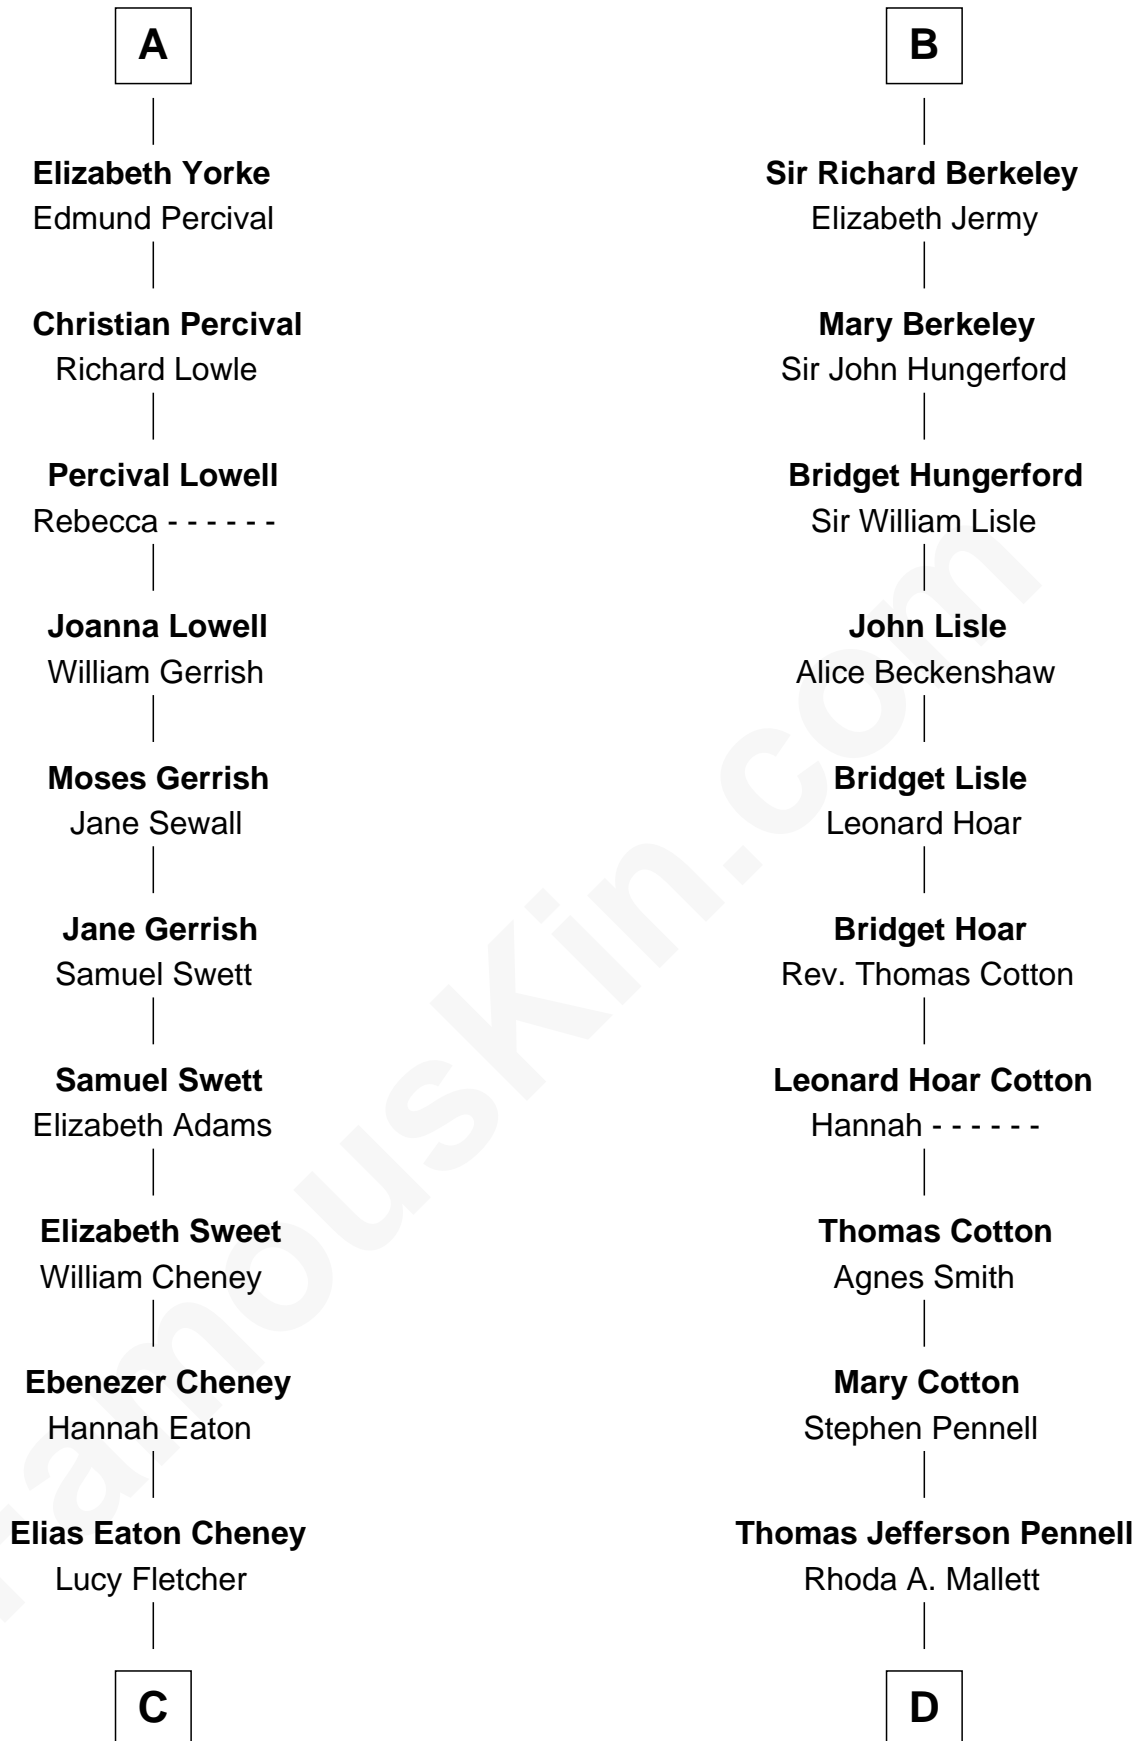 A
Elizabeth Yorke
Edmund Percival
Christian Percival
Richard Lowle
Percival Lowell
Rebecca - - - - - -
Joanna Lowell
William Gerrish
Moses Gerrish
Jane Sewall
Jane Gerrish
Samuel Swett
Samuel Swett
Elizabeth Adams
Elizabeth Sweet
William Cheney
Ebenezer Cheney
Hannah Eaton
Elias Eaton Cheney
Lucy Fletcher
C
B
Sir Richard Berkeley
Elizabeth Jermy
Mary Berkeley
Sir John Hungerford
Bridget Hungerford
Sir William Lisle
John Lisle
Alice Beckenshaw
Bridget Lisle
Leonard Hoar
Bridget Hoar
Rev. Thomas Cotton
Leonard Hoar Cotton
Hannah - - - - - -
Thomas Cotton
Agnes Smith
Mary Cotton
Stephen Pennell
Thomas Jefferson Pennell
Rhoda A. Mallett
D
FamousKin.com